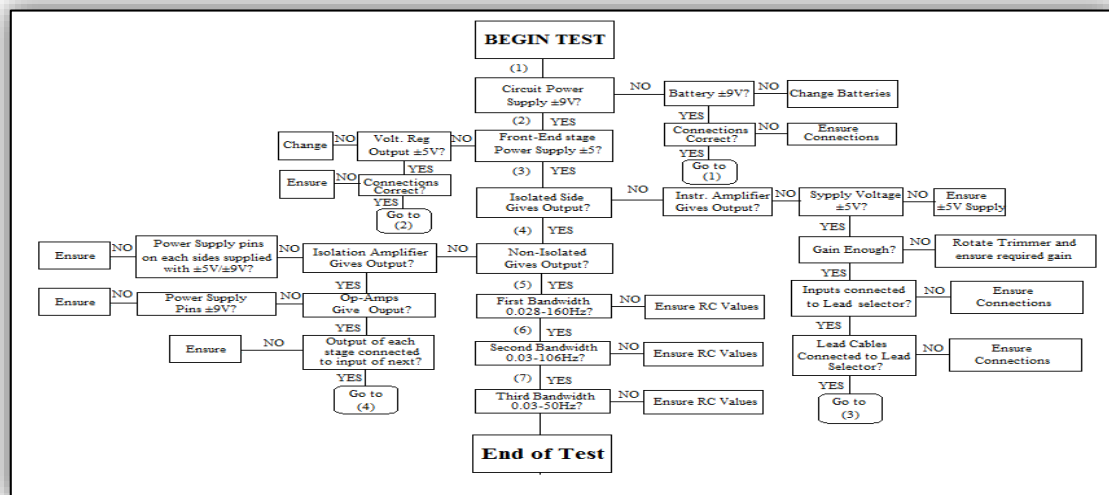 BEGIN TEST
(1)
Circuit Power
Supply ±9V?
NO
Battery ±9V?
NO
Change Batteries
YES
Connections
Correct?
NO
Ensure
Connections
YES
Go to
(1)
(2)
YES
Front-End stage
Power Supply ±5?
NO
Volt. Reg
Output ±5V?
NO
Change
YES
Connections
Correct?
NO
Ensure
YES
Go to
(2)
(3)
YES
Isolated Side
Gives Output?
NO
Instr. Amplifier
Gives Output?
NO
Sypply Voltage
±5V?
NO
Ensure
±5V Supply
YES
Gain Enough?
NO
Rotate Trimmer and
ensure required gain
YES
Inputs connected
to Lead selector?
NO
Ensure
Connections
YES
Lead Cables
Connected to Lead
Selector?
NO
Ensure
Connections
YES
Go to
(3)
(4)
YES
Non-Isolated
Gives Output?
NO
Isolation Amplifier
Gives Output?
NO
Power Supply pins
on each sides supplied
with ±5V/±9V?
NO
Ensure
YES
Op-Amps
Give Ouput?
NO
Power Supply
Pins ±9V?
NO
Ensure
YES
Output of each
stage connected
to input of next?
NO
Ensure
YES
Go to
(4)
(5)
YES
First Bandwidth
0.028-160Hz?
NO
Ensure RC Values
(6)
YES
Second Bandwidth
0.03-106Hz?
NO
Ensure RC Values
(7)
YES
Third Bandwidth
0.03-50Hz?
NO
Ensure RC Values
End of Test